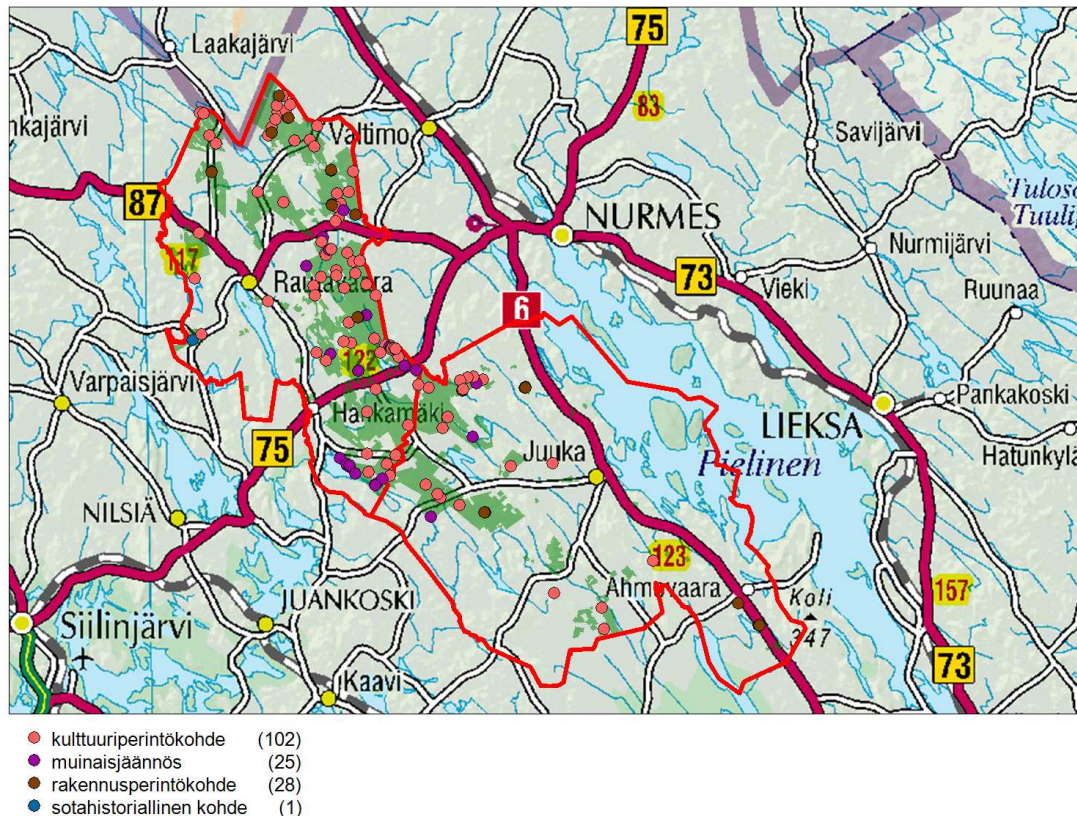 75
Laakajärvi
83
nkajärvi
Valtimo
Savijärvi
Tuloso
Tuulip
87
NURMES
117
73
Nurmijärvi
Rautavaara
Vieki
Ruunaa
6
122
Varpaisjärvi
Pankakoski
Hankamäki
LIEKSA
75
Juuka
Pielinen
Hatunkylä
NILSIÄ
123
157
JUANKOSKI
Ahmovaara
Koli
347
Siilinjärvi
73
Kaavi
kulttuuriperintökohde (102)
muinaisjäännös (25)
rakennusperintökohde (28)
sotahistoriallinen kohde (1)